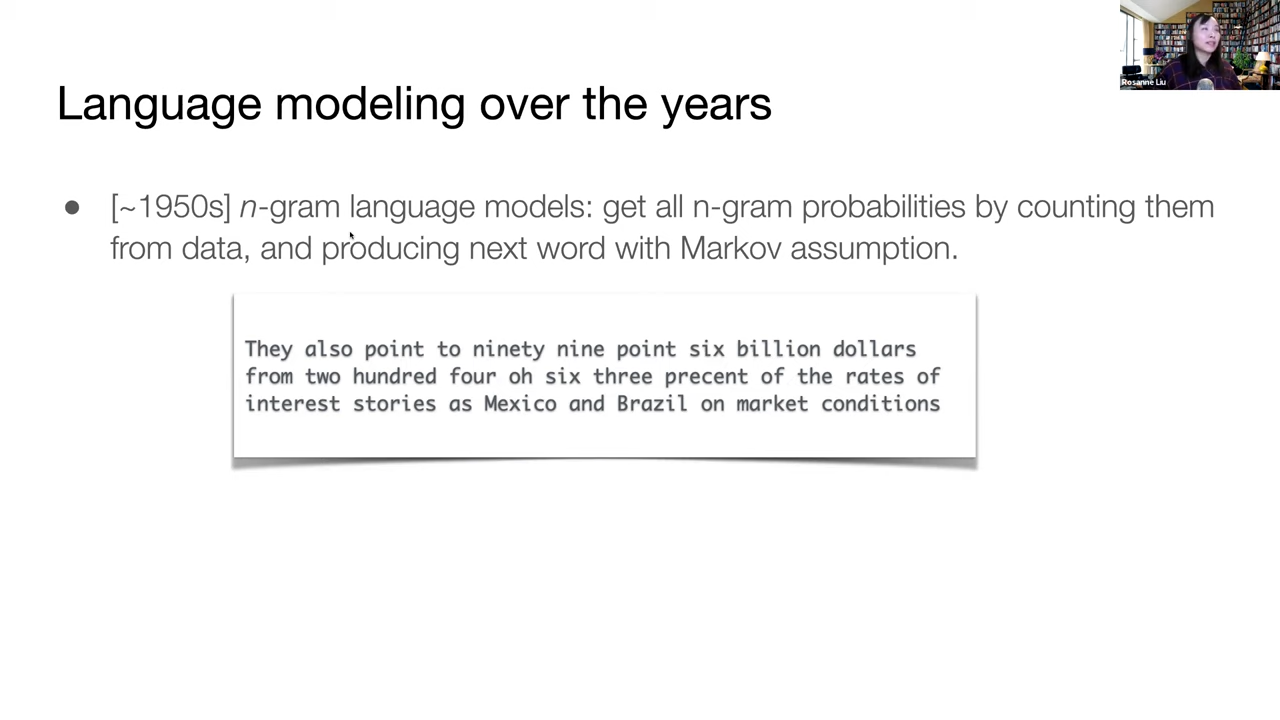 Rosanne Liu
Language modeling over the years
● [~1950s] n-gram language models: get all n-gram probabilities by counting them
from data, and producing next word with Markov assumption.
They also point to ninety nine point six billion dollars
from two hundred four oh six three precent of the rates of
interest stories as Mexico and Brazil on market conditions